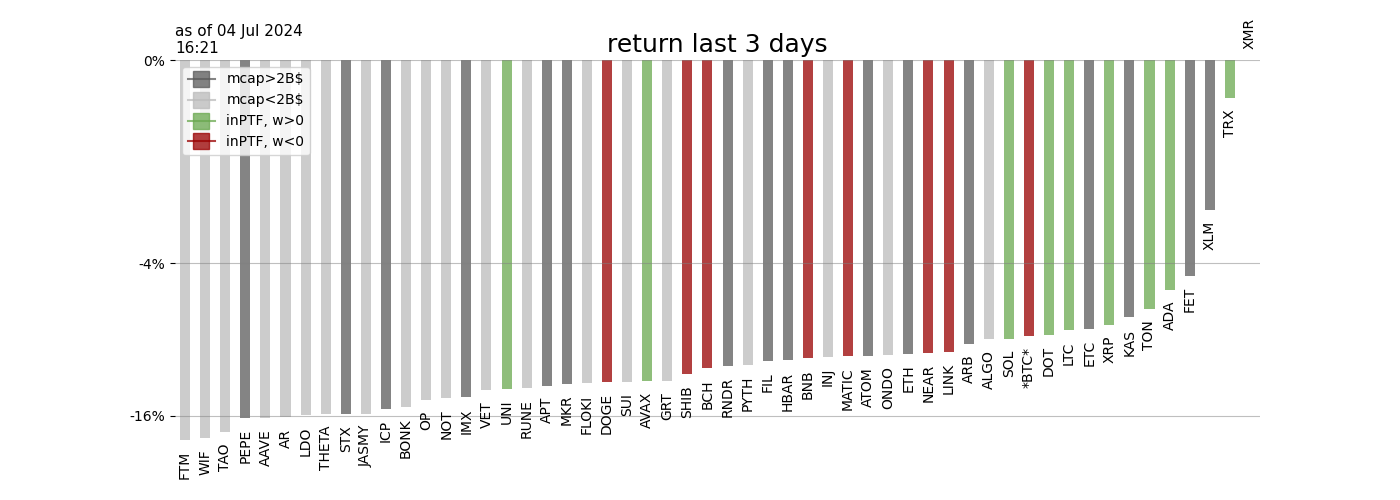 as of 04 Jul 2024
16:21
return last 3 days
XMR
0%
mcap>2B$
mcap<2B$
inPTF, w>0
inPTF, w<0
-4%
-16%
FTM
WIF
TAO
PEPE
AAVE
AR
LDO
THETA
STX
JASMY
ICP
BONK
OP
NOT
IMX
VET
UNI
RUNE
APT
MKR
FLOKI
DOGE
SUI
AVAX
GRT
SHIB
BCH
RNDR
PYTH
FIL
HBAR
BNB
INJ
MATIC
ATOM
ONDO
ETH
NEAR
LINK
ARB
ALGO
SOL
*BTC*
DOT
LTC
ETC
XRP
KAS
TON
ADA
FET
XLM
TRX